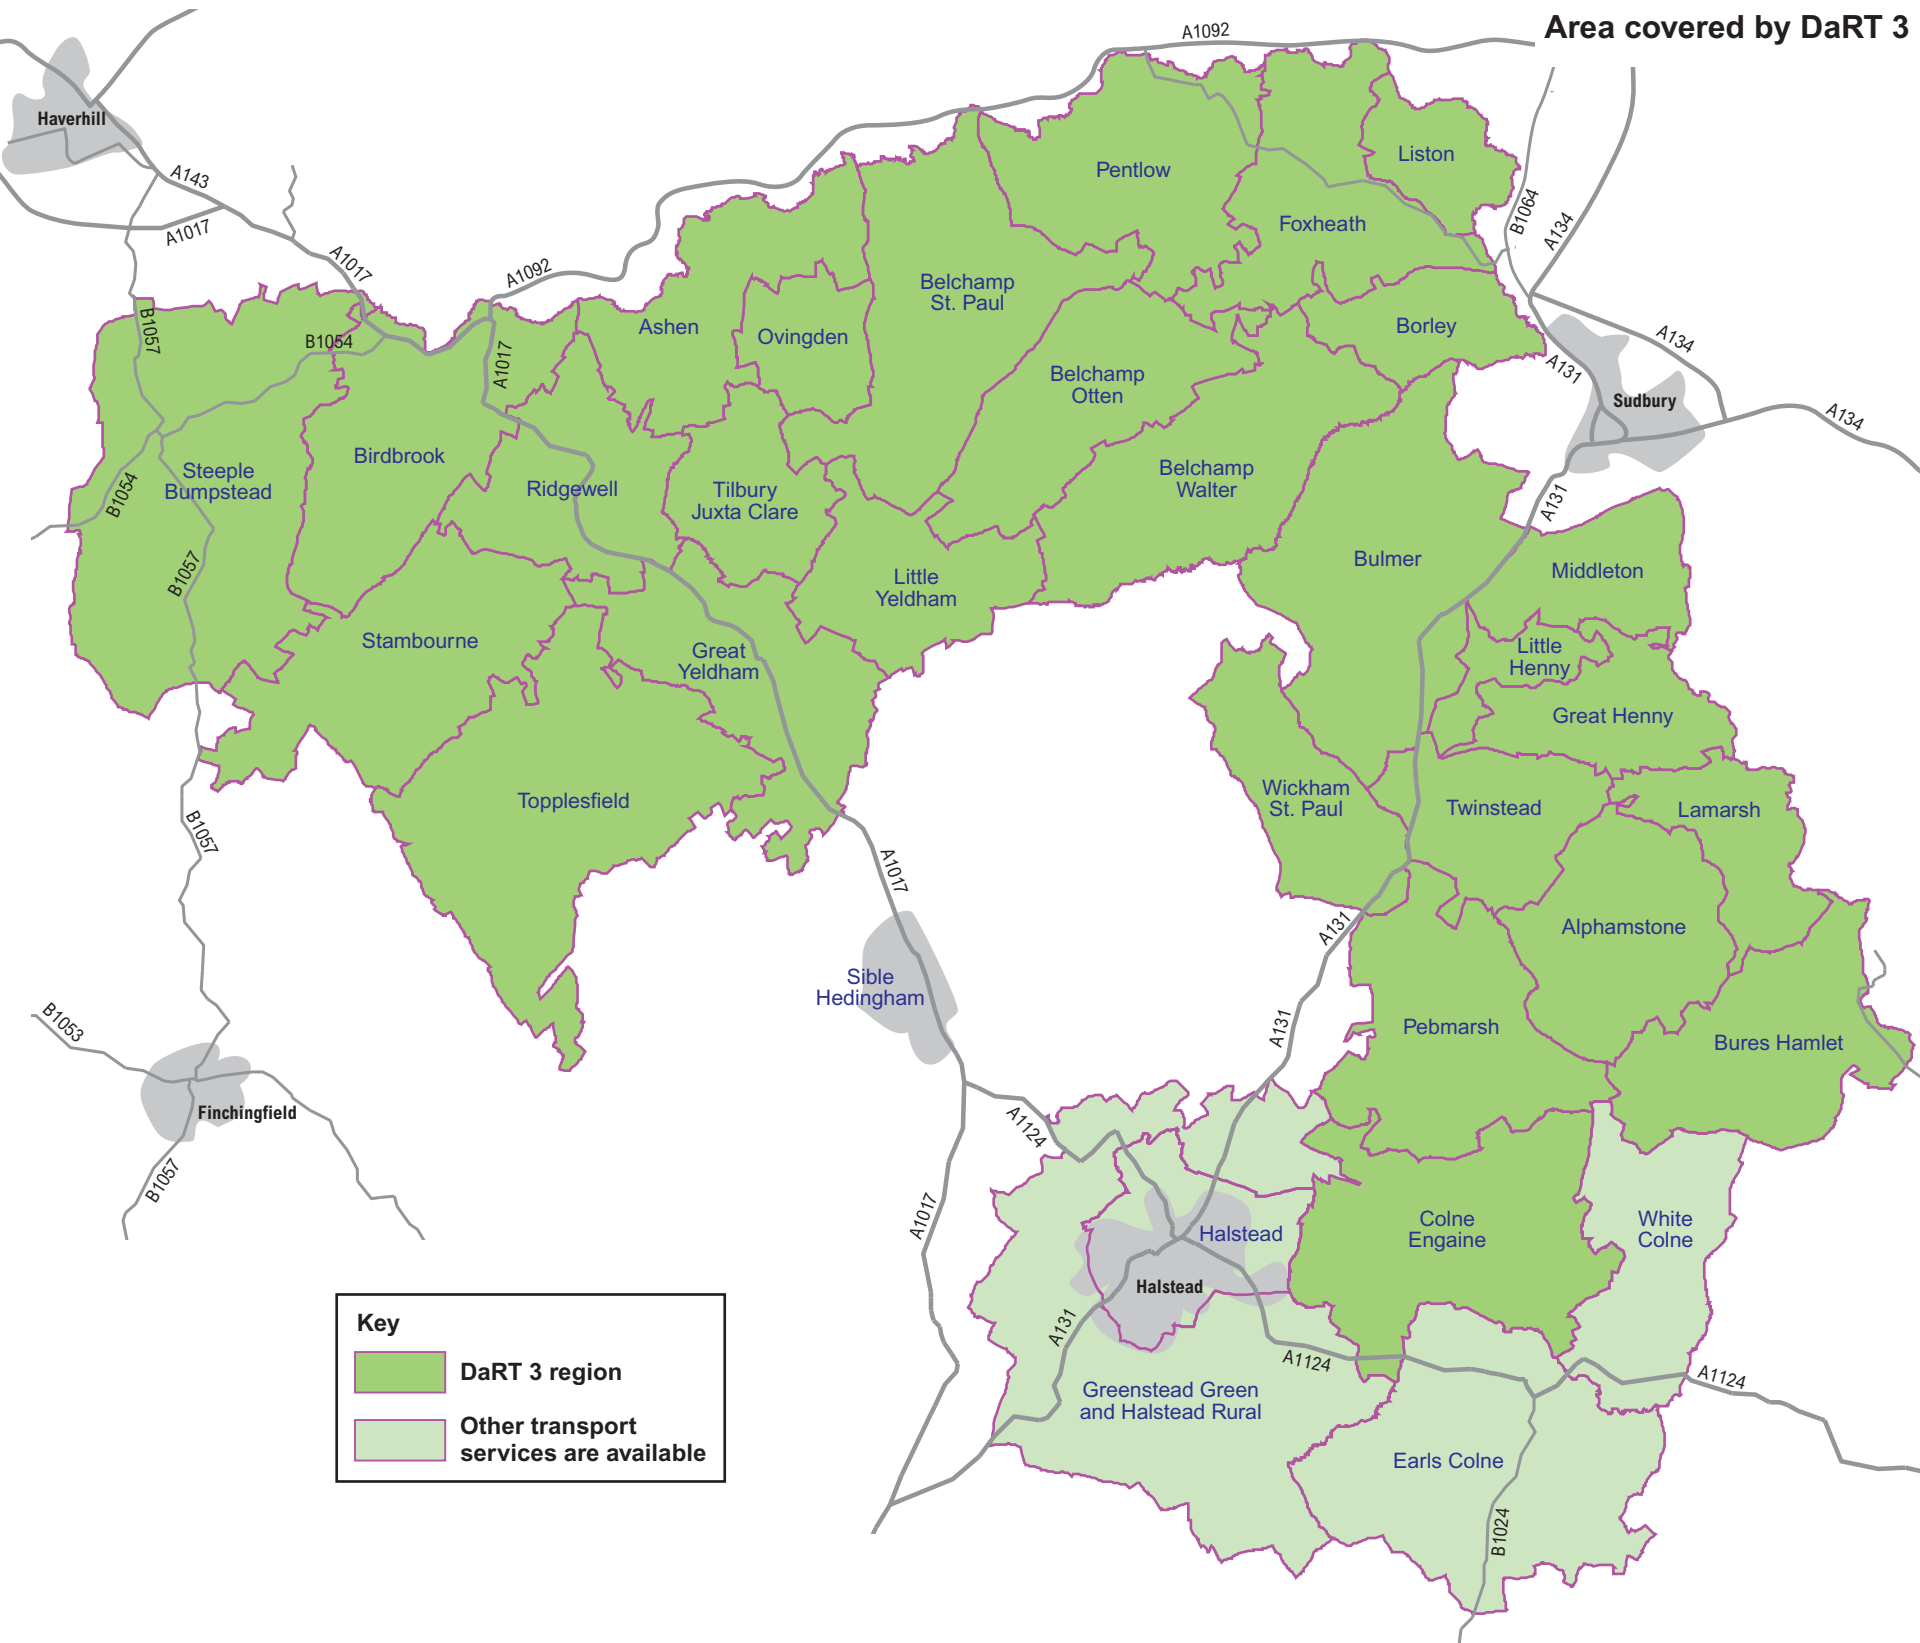 Area covered by DaRT 3
A1092
Haverhill
A143
A1017
A1017
A1092
B1064
A134
Liston
Pentlow
Foxheath
Belchamp
St. Paul
Ashen
Ovingden
Borley
A134
A131
Sudbury
A134
B1057
B1054
A1017
Belchamp
Otten
Birdbrook
Steeple
Bumpstead
B1054
Ridgewell
Tilbury
Juxta Clare
Belchamp
Walter
A131
Bulmer
Middleton
B1057
Little
Yeldham
Stambourne
Great
Yeldham
Little
Henny
Great Henny
Topplesfield
Wickham
St. Paul
Twinstead
Lamarsh
B1057
A1017
A131
Alphamstone
Sible
Hedingham
B1053
A131
Pebmarsh
Bures Hamlet
Finchingfield
A1124
B1057
A1017
Halstead
Colne
Engaine
White
Colne
Halstead
A131
A1124
A1124
Key
DaRT 3 region
Other transport
services are available
Greenstead Green
and Halstead Rural
Earls Colne
B1024